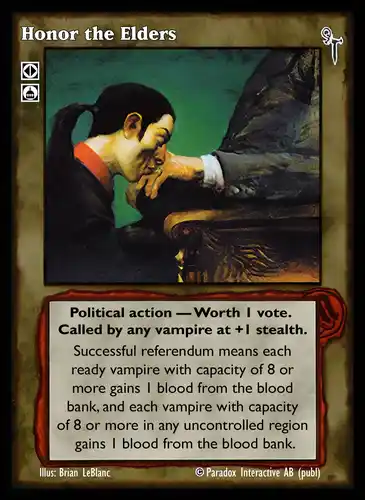 Honor the Elders
Political action — Worth 1 vote.
Called by any vampire at +1 stealth.
Successful referendum means each
ready vampire with capacity of 8 or
more gains 1 blood from the blood
bank, and each vampire with capacity
of 8 or more in any uncontrolled region
gains 1 blood from the blood bank.
Illus: Brian LeBlanc
© Paradox Interactive AB (publ)